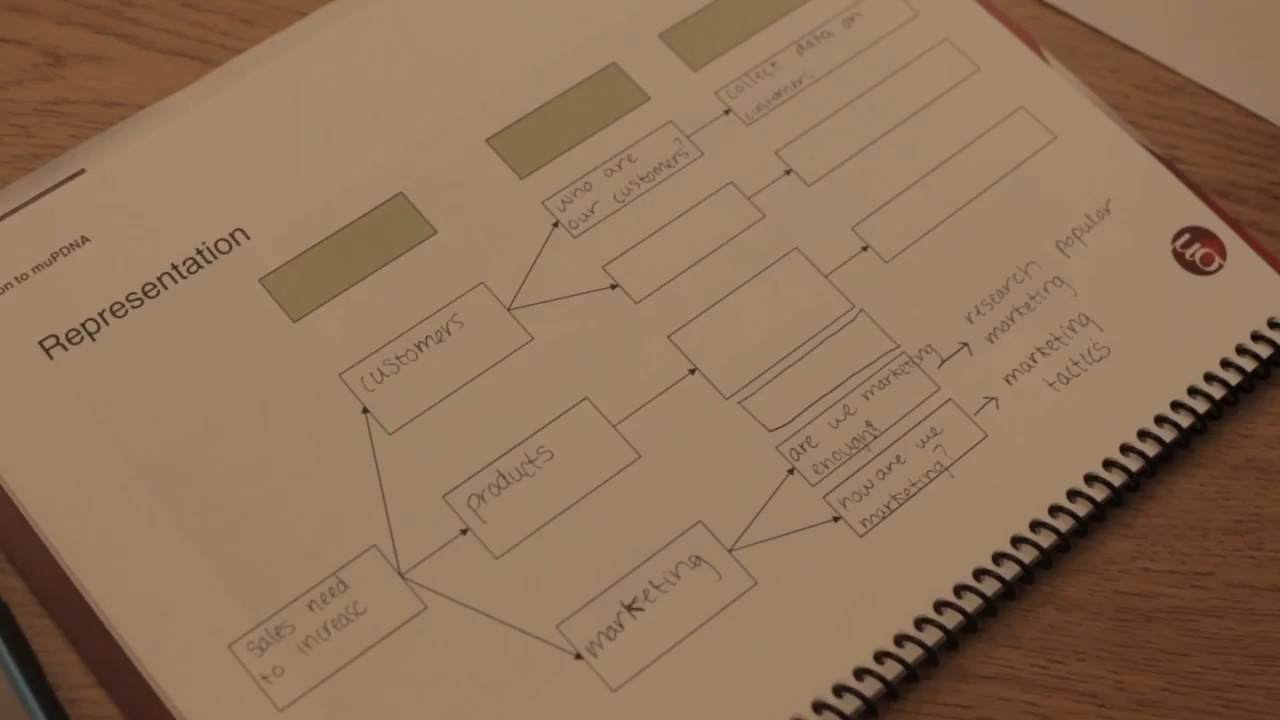 on to muPDNA
Representation
sales need
to increase
customers
products
marketing
who are
our customers?
are we marketing
enough?
how are we
marketing?
collect data on
customers
research popular
marketing
marketing
tactics